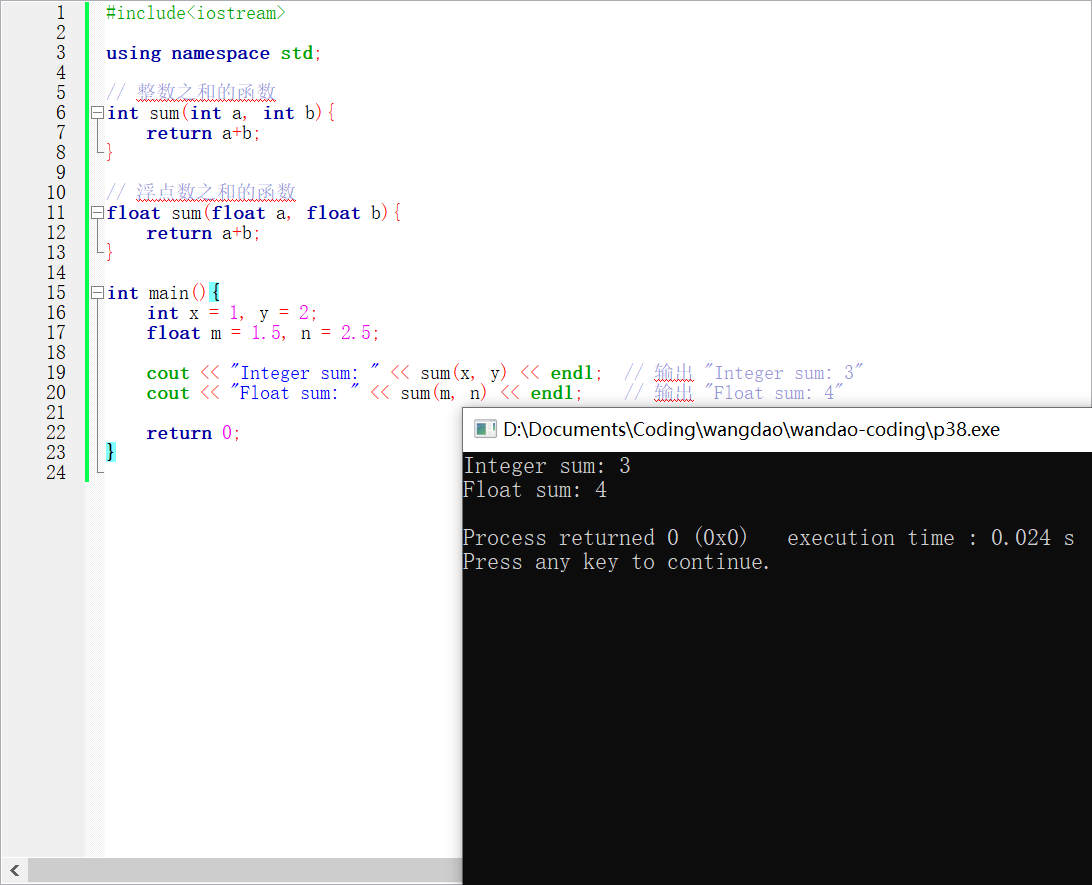 1 #include<iostream>
2
3 using namespace std;
4
5 // 整数之和的函数
6 int sum(int a, int b){
7 return a+b;
8 }
9
10 // 浮点数之和的函数
11 float sum(float a, float b){
12 return a+b;
13 }
14
15 int main(){
16 int x = 1, y = 2;
17 float m = 1.5, n = 2.5;
18
19 cout << "Integer sum: " << sum(x, y) << endl; // 输出 "Integer sum: 3"
20 cout << "Float sum: " << sum(m, n) << endl; // 输出 "Float sum: 4"
21
22 return 0;
23 }
24
D:\Documents\Coding\wangdao\wandao-coding\p38.exe
Integer sum: 3
Float sum: 4
Process returned 0 (0x0) execution time : 0.024 s
Press any key to continue.